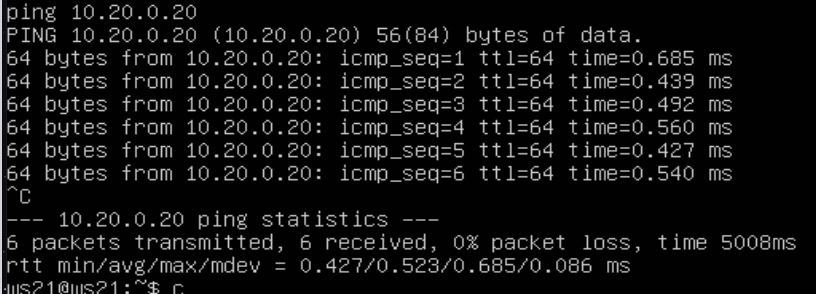 ping 10.20.0.20
PING 10.20.0.20 (10.20.0.20) 56(84) bytes of data.
64 bytes from 10.20.0.20: icmp_seq=1 ttl=64 time=0.685 ms
64 bytes from 10.20.0.20: icmp_seq=2 ttl=64 time=0.439 ms
64 bytes from 10.20.0.20: icmp_seq=3 ttl=64 time=0.492 ms
64 bytes from 10.20.0.20: icmp_seq=4 ttl=64 time=0.560 ms
64 bytes from 10.20.0.20: icmp_seq=5 ttl=64 time=0.427 ms
64 bytes from 10.20.0.20: icmp_seq=6 ttl=64 time=0.540 ms
^C
--- 10.20.0.20 ping statistics ---
6 packets transmitted, 6 received, 0% packet loss, time 5008ms
rtt min/avg/max/mdev = 0.427/0.523/0.685/0.086 ms
ws21@ws21:~$ c